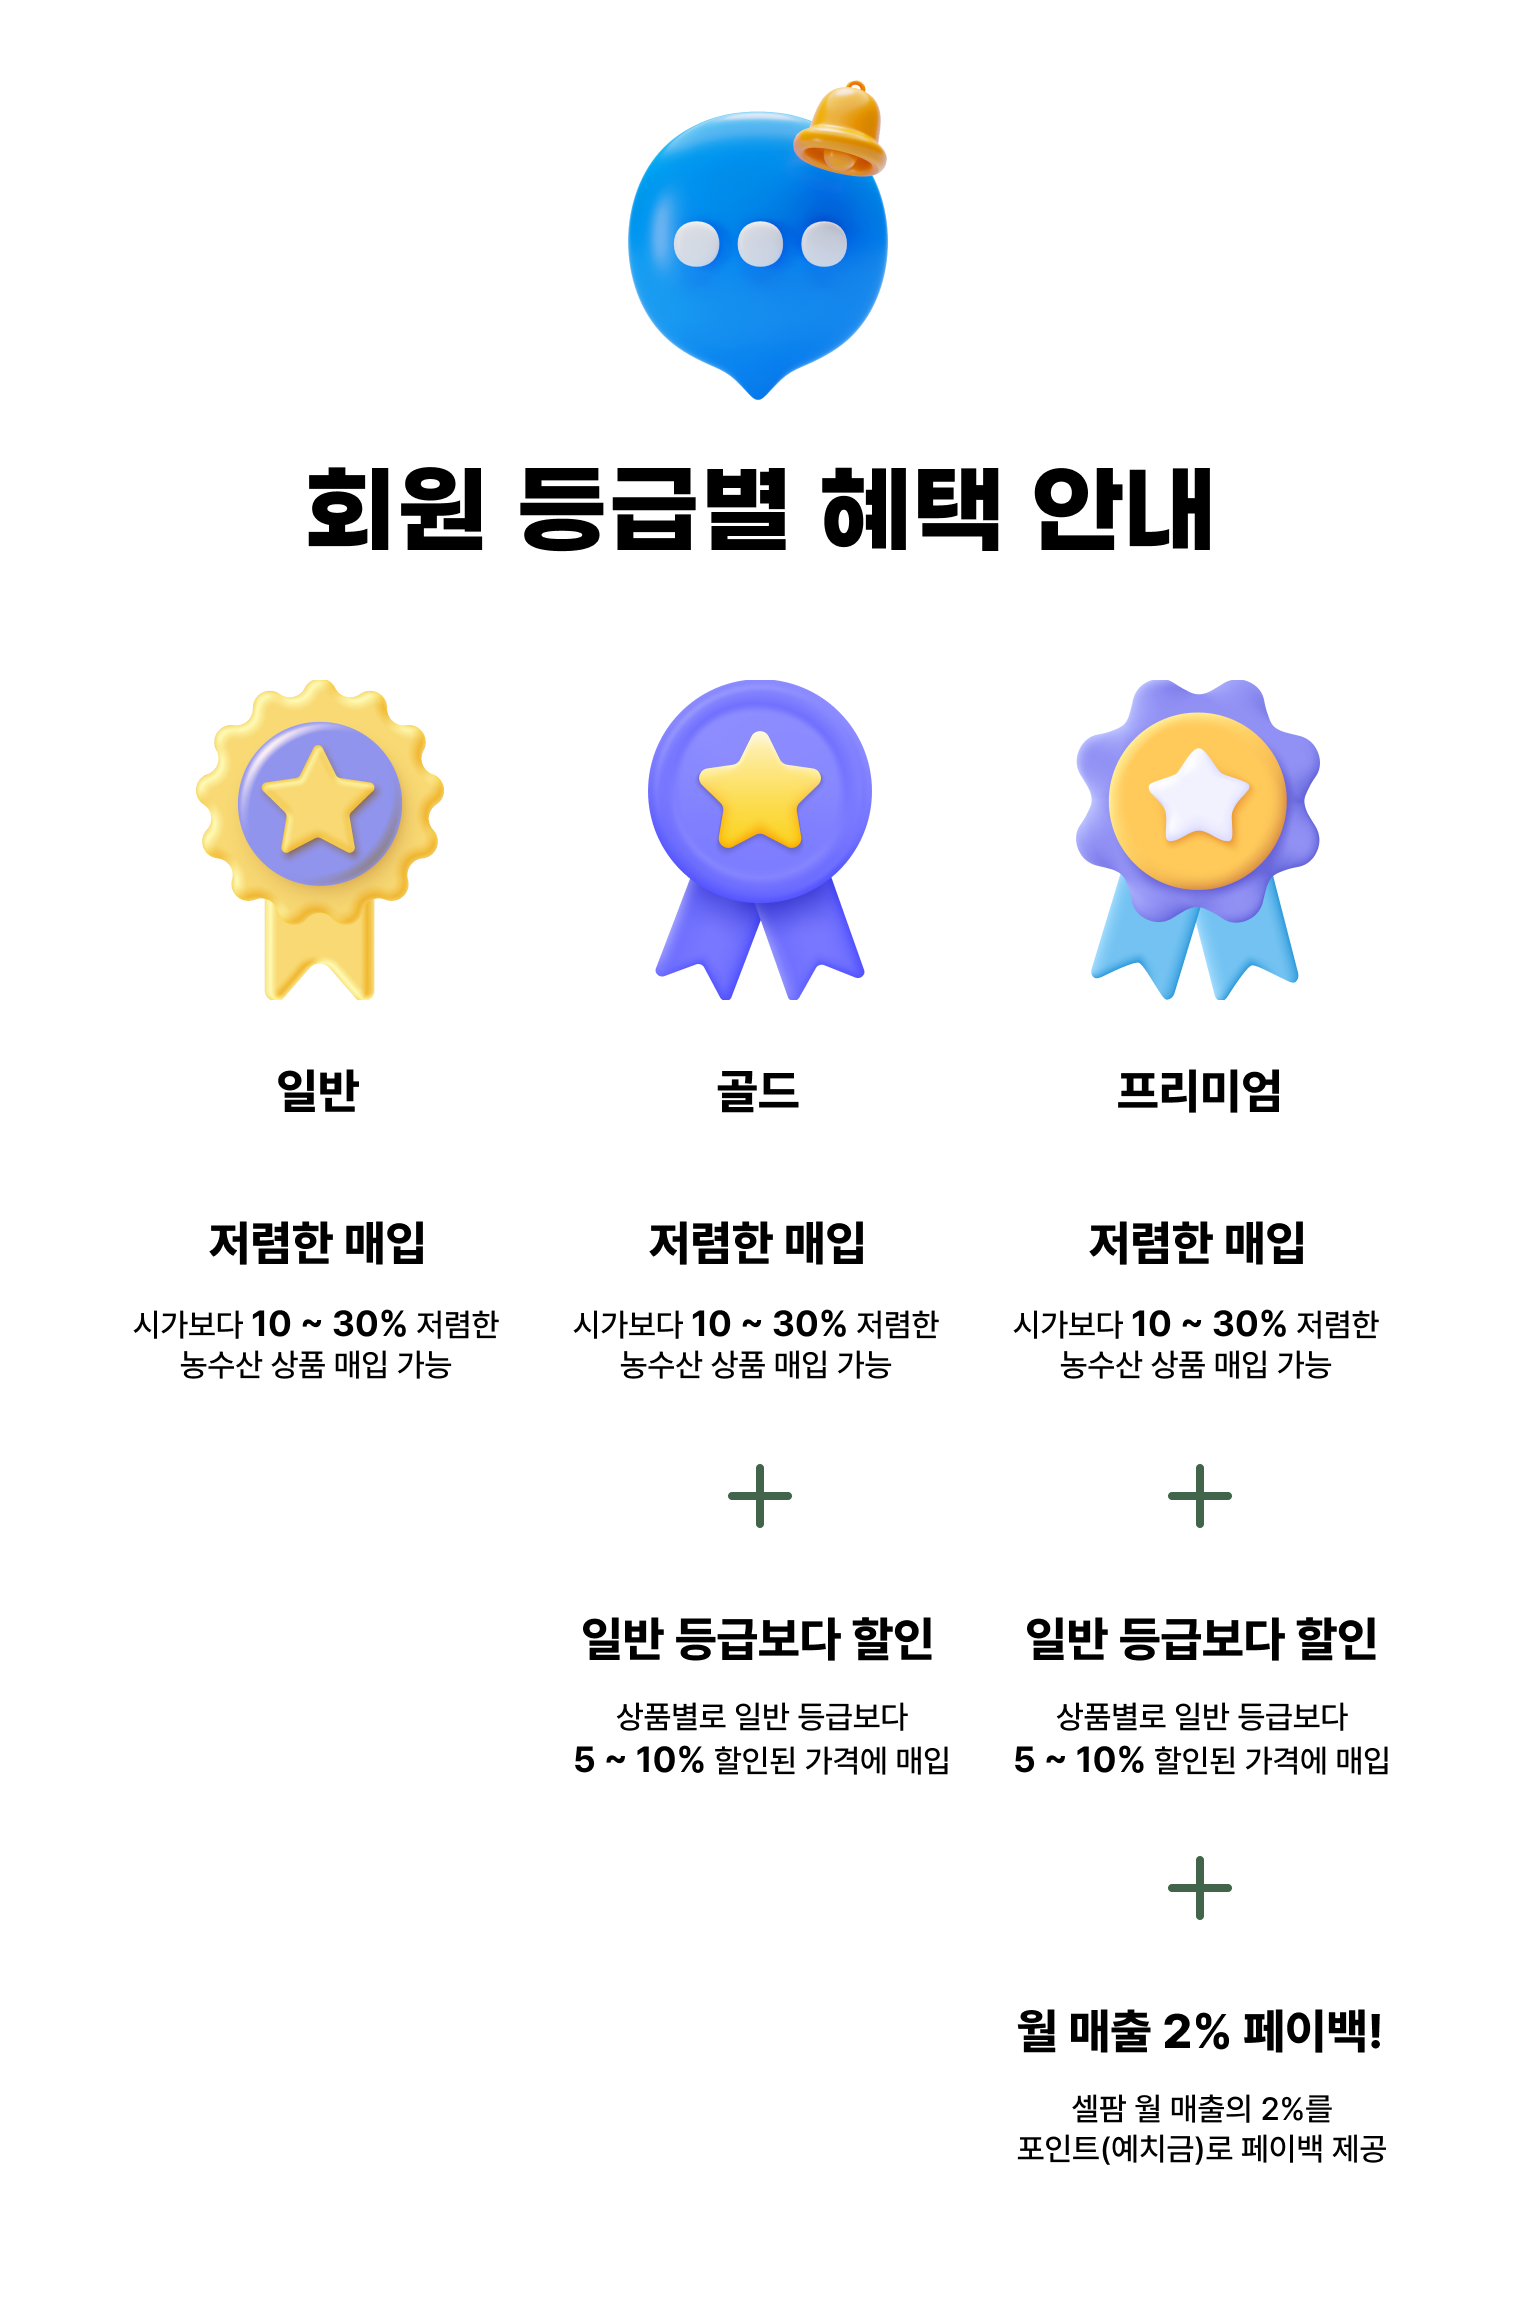 회원 등급별 혜택 안내
일반
저렴한 매입
시가보다 10 ~ 30% 저렴한
농수산 상품 매입 가능
골드
저렴한 매입
시가보다 10 ~ 30% 저렴한
농수산 상품 매입 가능
일반 등급보다 할인
상품별로 일반 등급보다
5 ~ 10% 할인된 가격에 매입
프리미엄
저렴한 매입
시가보다 10 ~ 30% 저렴한
농수산 상품 매입 가능
일반 등급보다 할인
상품별로 일반 등급보다
5 ~ 10% 할인된 가격에 매입
월 매출 2% 페이백!
셀팜 월 매출의 2%를
포인트(예치금)로 페이백 제공